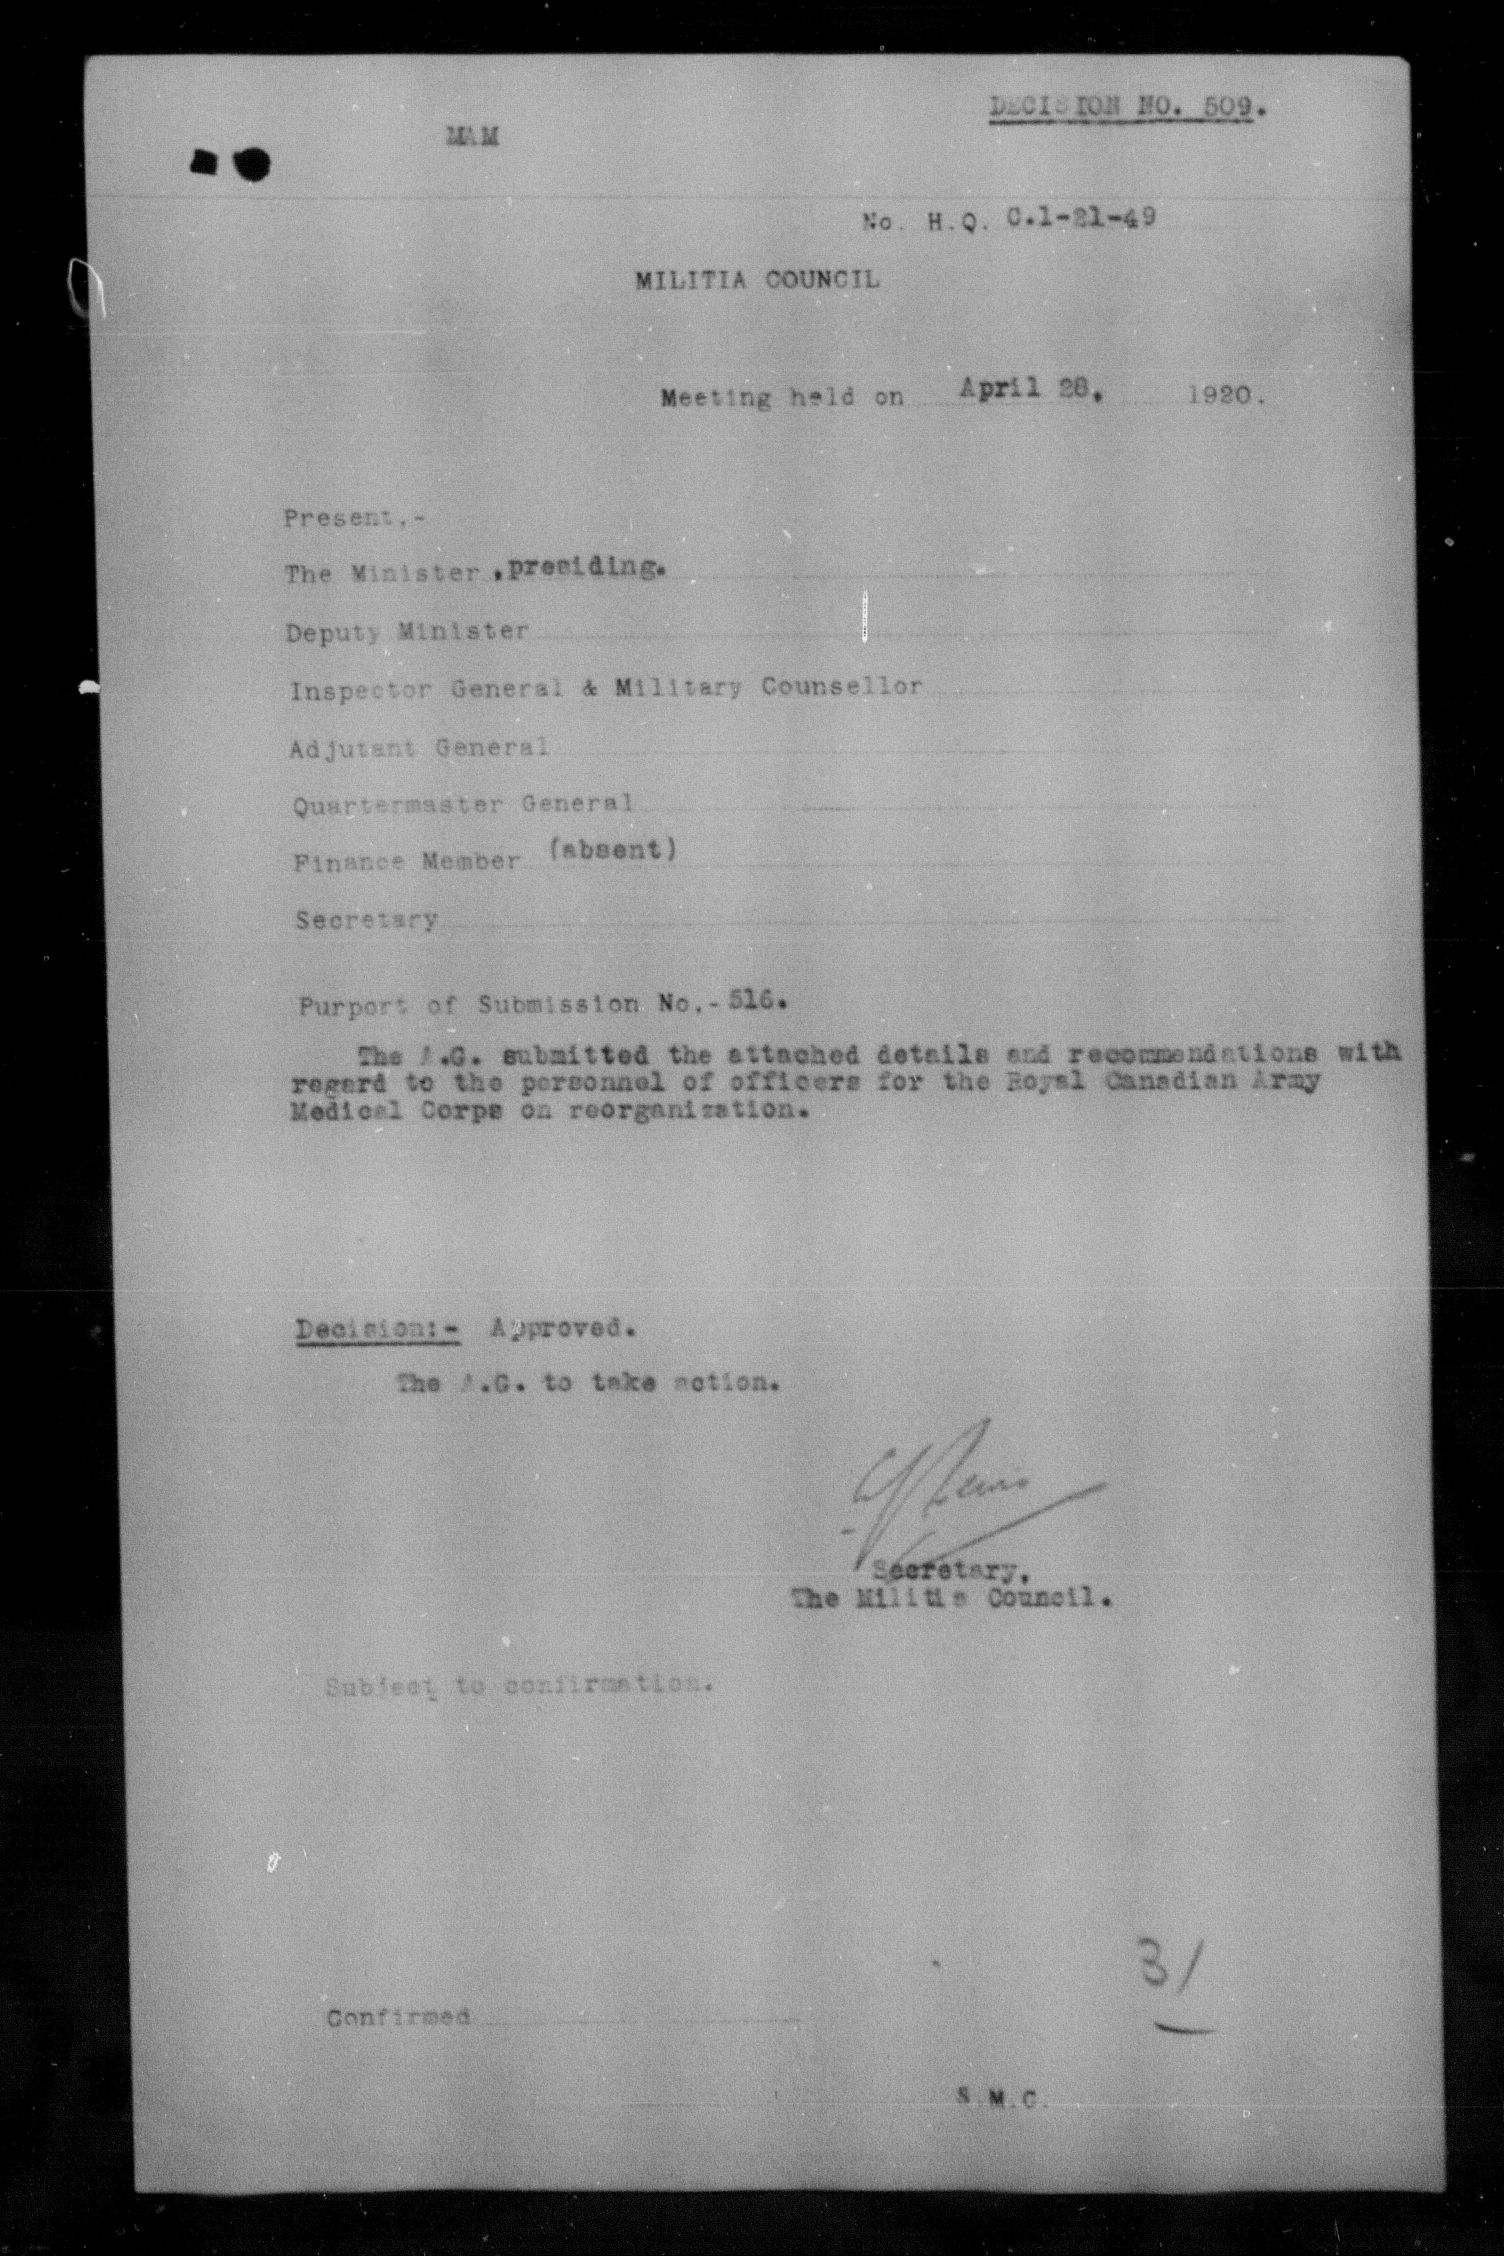 DECISION NO. 509.
MAM
No. H.Q. C.1-21-49
MILITIA COUNCIL
Meeting held on April 28. 1920.
Present.-
The Minister .presiding.
Deputy Minister
Inspector General & Military Counsellor
Adjutant General
Quartermaster General
Finance Member (absent)
Secretary
Purport of Submission No.- 516.
The A.G. submitted the attached details and recommendations with
regard to the personnel of officers for the Royal Canadian Army
Medical Corps on reorganization.
Decision:- Approved.
The A.G. to take action.
Secretary,
The Militia Council.
Subject to confirmation.
31
Confirmed
S.M.C.